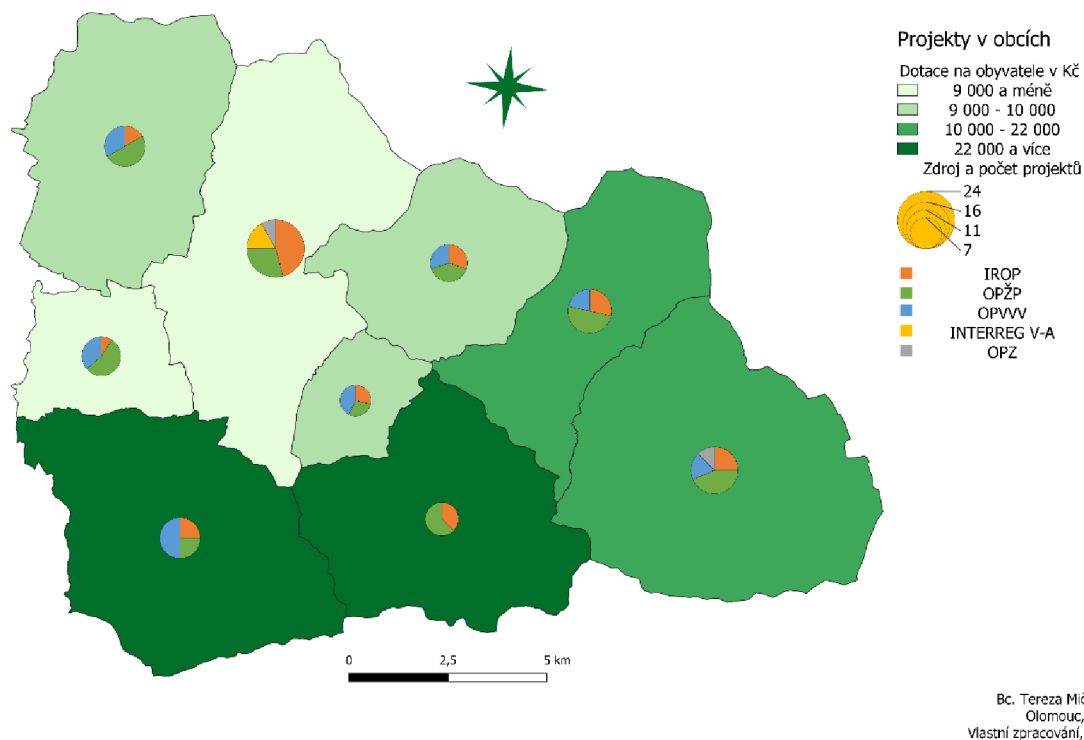 Projekty v obcích
Dotace na obyvatele v Kč
9 000 a méně
9 000 - 10 000
10 000 - 22 000
22 000 a více
Zdroj a počet projektů
24
16
11
7
IROP
OPŽP
OPVVV
INTERREG V-A
OPZ
0 2,5 5 km
Bc. Tereza
Olomouc,
Vlastní zpracování,